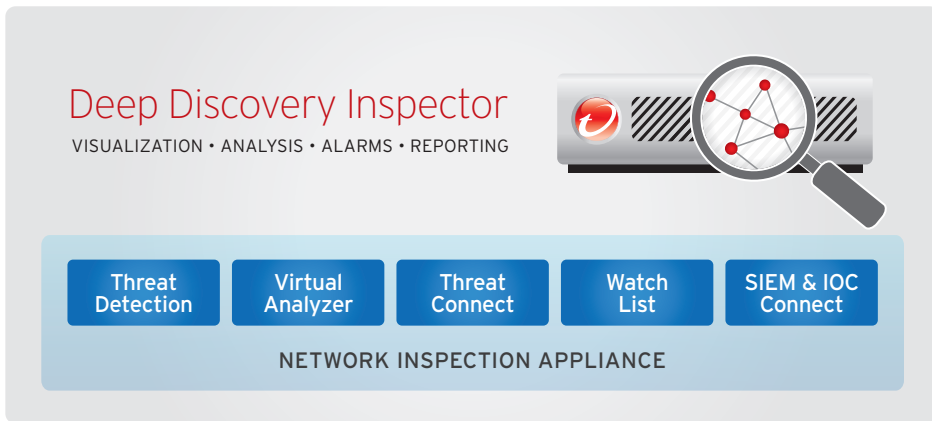 Deep Discovery Inspector
VISUALIZATION • ANALYSIS • ALARMS • REPORTING
Threat
Detection
Virtual
Analyzer
Threat
Connect
Watch
List
SIEM & IOC
Connect
NETWORK INSPECTION APPLIANCE